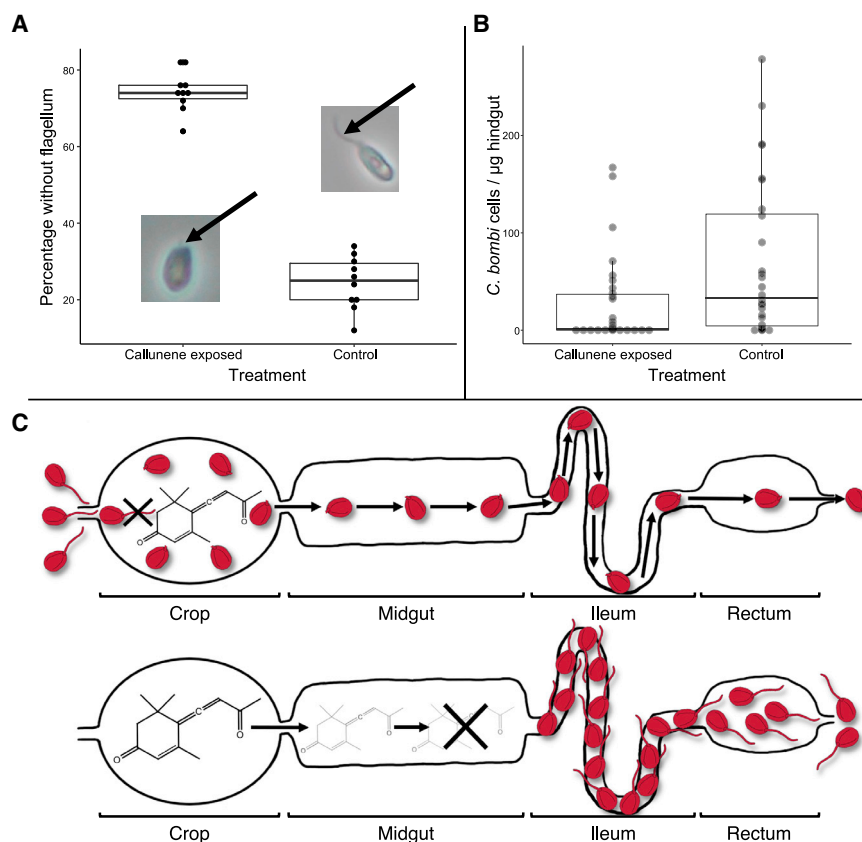 A
Percentage without flagellum
80
60
40
20
Callunene exposed
Control
Treatment
B
C. bombi cells / µg hindgut
200
100
0
Callunene exposed
Control
Treatment
C
O
O
Crop
Midgut
Ileum
Rectum
O
O
O
O
Crop
Midgut
Ileum
Rectum